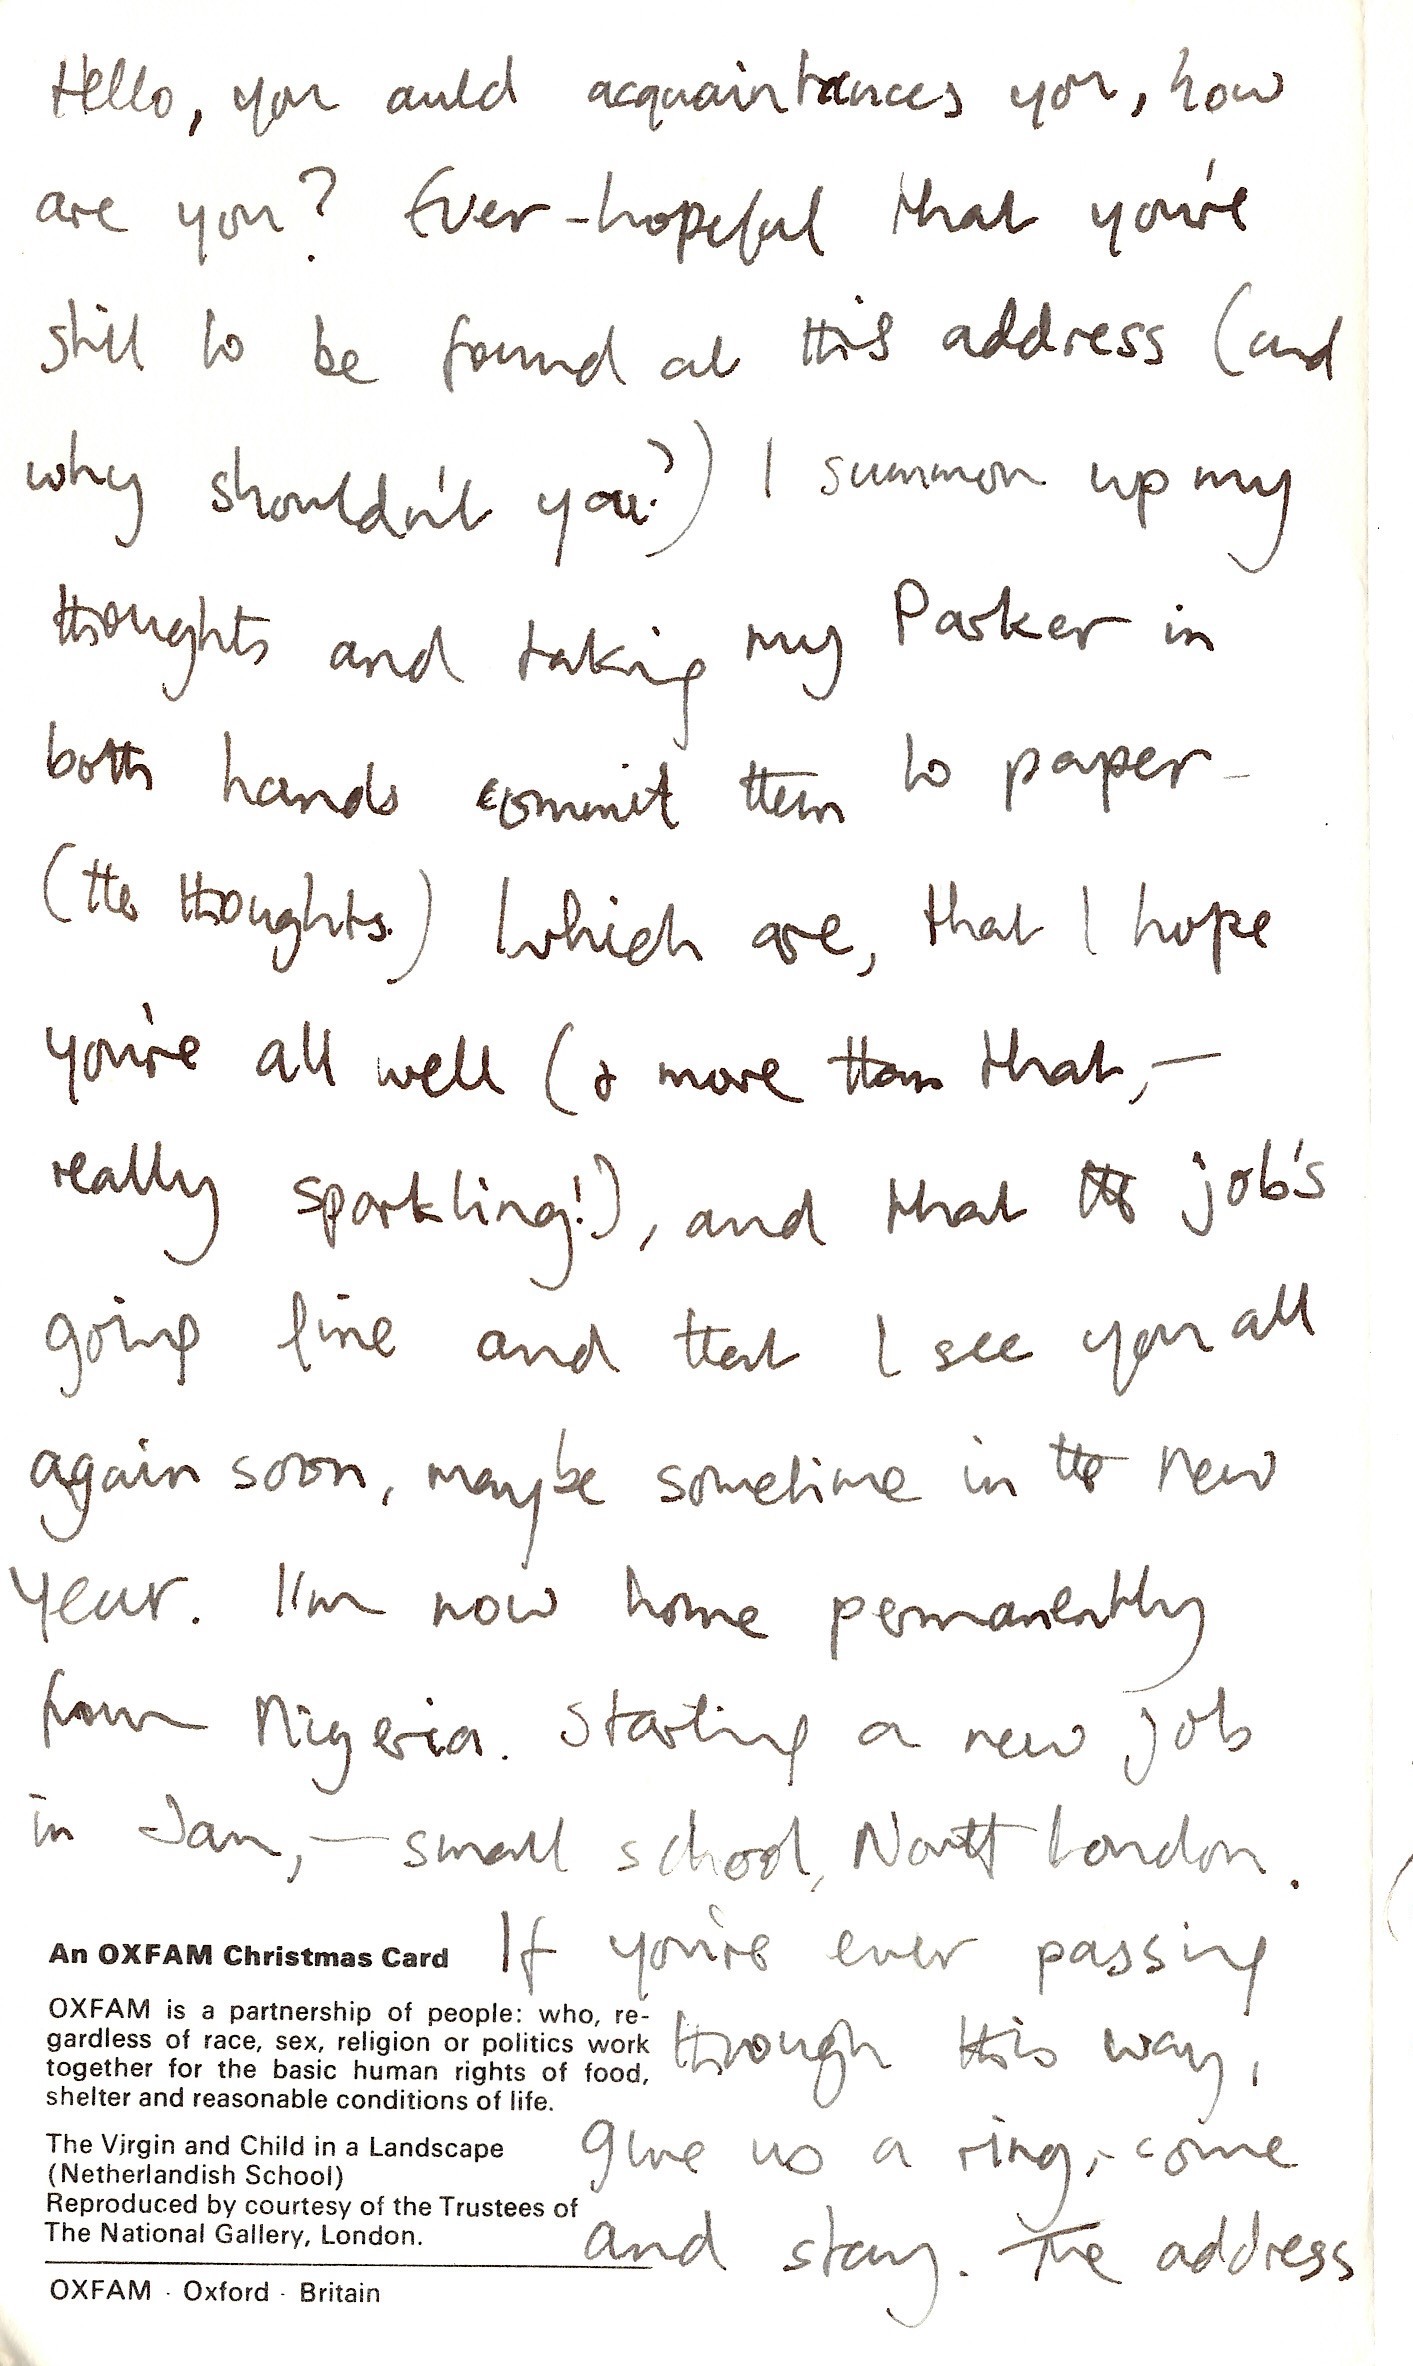 Hello, you auld acquaintances you, how
are you? Ever-hopeful that you're
still to be found at this address (and
why shouldn't you?) I summon up my
thoughts and taking my Parker in
both hands commit them to paper -
(the thoughts.) Which are, that I hope
you're all well (& more than that, -
really sparkling!), and that the job's
going fine and that I see you all
again soon, maybe sometime in the new
year. I'm now home permanently
from Nigeria. Starting a new job
in Jan, - small school, North London.
If you're ever passing
through this way,
give us a ring, - come
and stay. The address
An OXFAM Christmas Card
OXFAM is a partnership of people: who, re-
gardless of race, sex, religion or politics work
together for the basic human rights of food,
shelter and reasonable conditions of life.
The Virgin and Child in a Landscape
(Netherlandish School)
Reproduced by courtesy of the Trustees of
The National Gallery, London.
OXFAM · Oxford · Britain